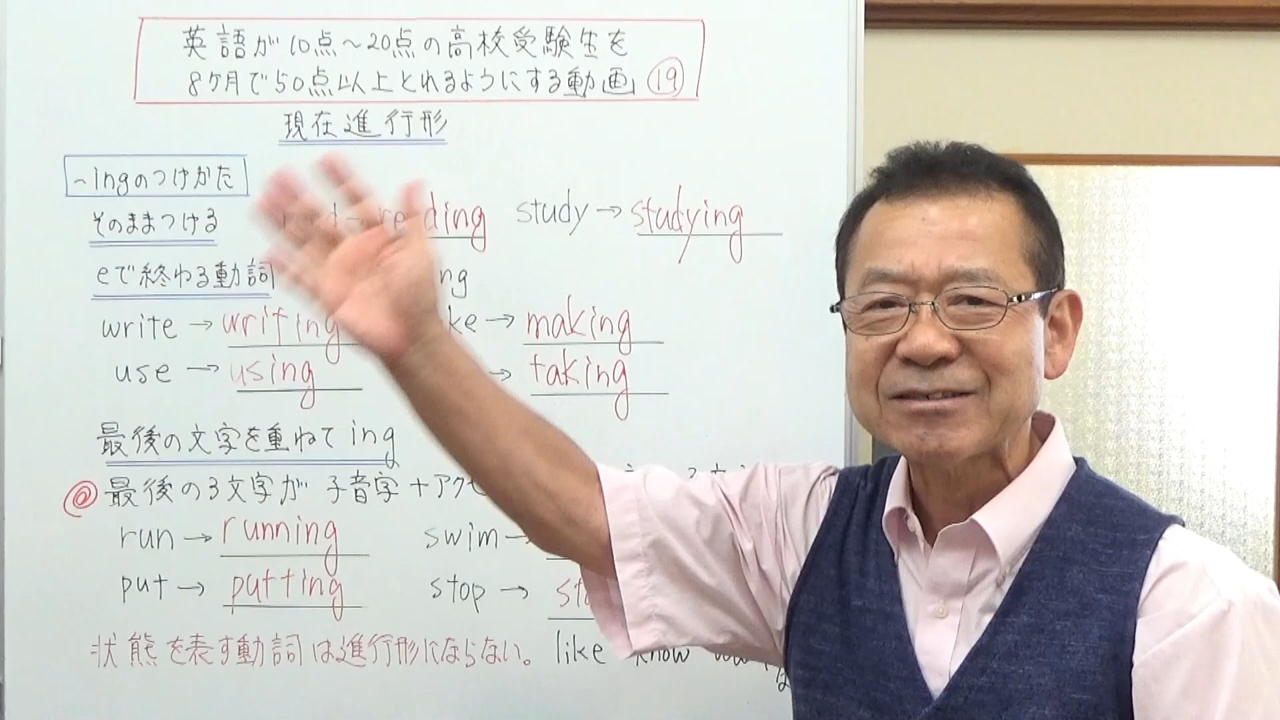 英語が10点〜20点の高校受験生を
8ヶ月で50点以上とれるようにする動画 ⑲
現在進行形
〜ingのつけかた
そのままつける reading study → studying
eで終わる動詞 ng
write → writing ke → making
use → using → taking
最後の文字を重ねて ing
@ 最後の3文字が 子音字 + アクセ
run → running swim →
put → putting stop →
状態を表す動詞は進行形にならない。 like know